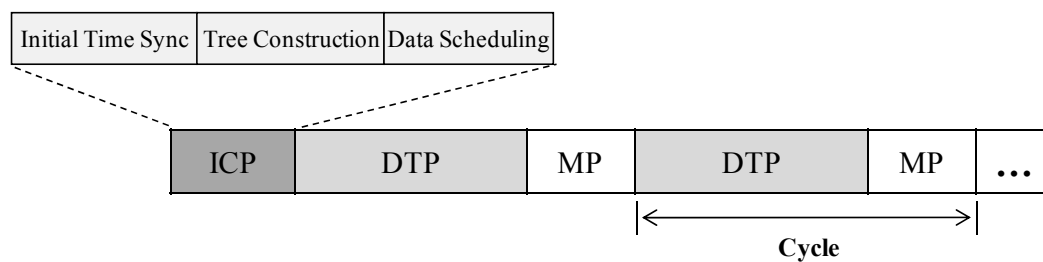 Initial Time Sync Tree Construction Data Scheduling
ICP DTP MP DTP MP ...
Cycle